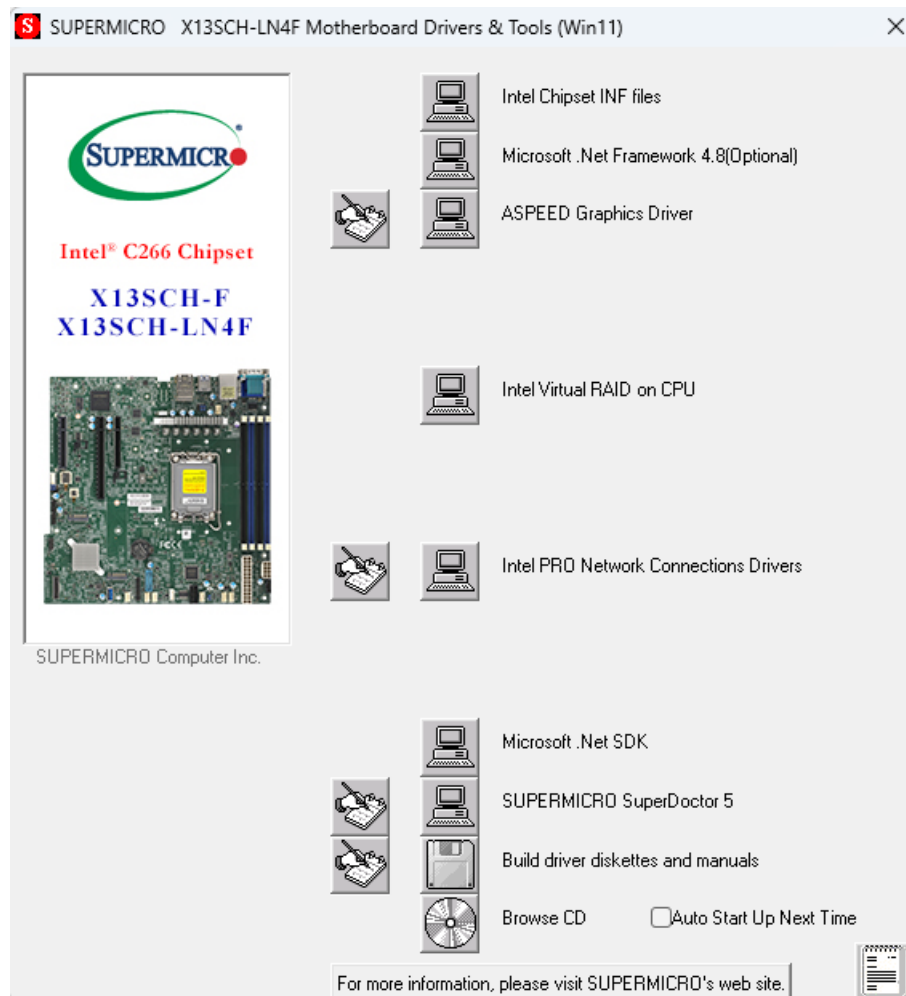 SUPERMICRO X13SCH-LN4F Motherboard Drivers & Tools (Win11)
SUPERMICR
Intel® C266 Chipset
X13SCH-F
X13SCH-LN4F
SUPERMICRO Computer Inc.
Intel Chipset INF files
Microsoft .Net Framework 4.8(Optional)
ASPEED Graphics Driver
Intel Virtual RAID on CPU
Intel PRO Network Connections Drivers
Microsoft .Net SDK
SUPERMICRO SuperDoctor 5
Build driver diskettes and manuals
Browse CD Auto Start Up Next Time
For more information, please visit SUPERMICRO's web site.